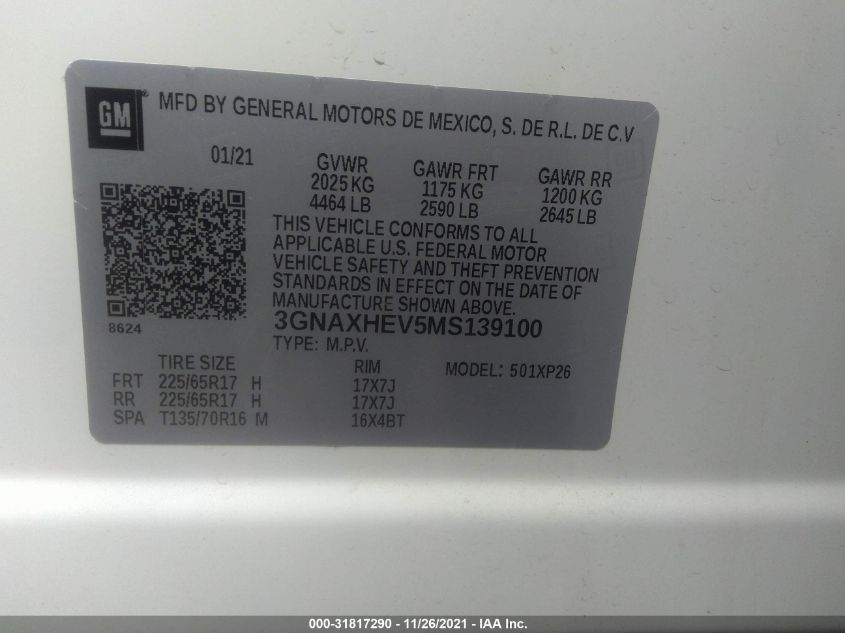 GM ® MFD BY GENERAL MOTORS DE MEXICO, S. DE R.L. DE C.V
01/21
GVWR GAWR FRT GAWR RR
2025 KG 1175 KG 1200 KG
4464 LB 2590 LB 2645 LB
THIS VEHICLE CONFORMS TO ALL
APPLICABLE U.S. FEDERAL MOTOR
VEHICLE SAFETY AND THEFT PREVENTION
STANDARDS IN EFFECT ON THE DATE OF
MANUFACTURE SHOWN ABOVE.
8624
3GNAXHEV5MS139100
TYPE: M.P.V.
TIRE SIZE RIM MODEL: 501XP26
FRT 225/65R17 H 17X7J
RR 225/65R17 H 17X7J
SPA T135/70R16 M 16X4BT
000-31817290 - 11/26/2021 - IAA Inc.